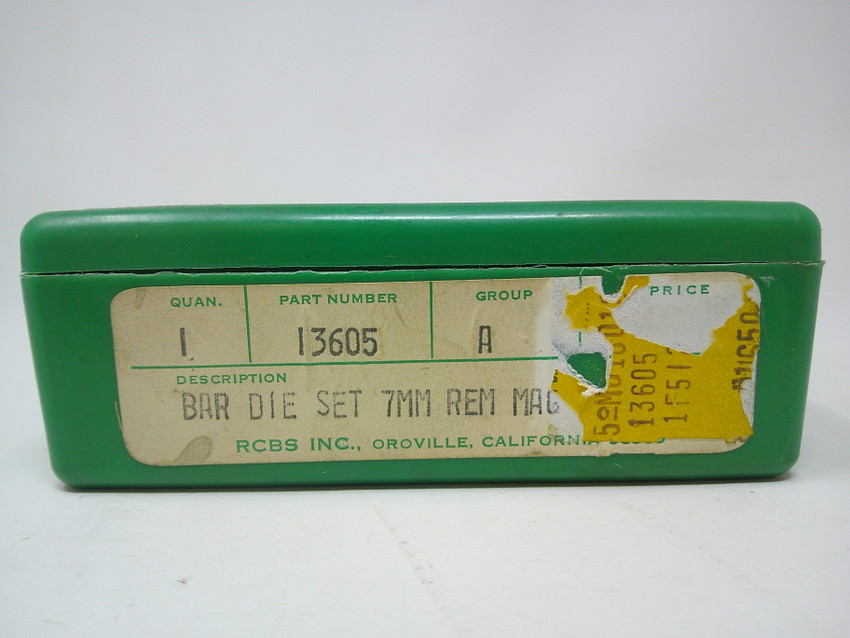 QUAN. PART NUMBER GROUP PRICE
1 13605 A
DESCRIPTION
BAR DIE SET 7MM REM MAG
RCBS INC., OROVILLE, CALIFORNIA
13605